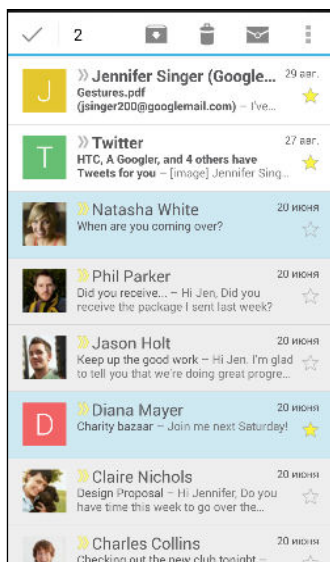 2
J
Jennifer Singer (Google...
29 авг.
Gestures.pdf
(jsinger200@googlemail.com) – I've...
T
Twitter
27 авг.
HTC, A Googler, and 4 others have
Tweets for you – [image] Jennifer Sing...
Natasha White
20 июня
When are you coming over?
Phil Parker
20 июня
Did you receive... – Hi Jen, Did you
receive the package I sent last week?
Jason Holt
20 июня
Keep up the good work – Hi Jen. I'm glad
to tell you that we're doing great progre...
D
Diana Mayer
20 июня
Charity bazaar – Join me next Saturday!
Claire Nichols
20 июня
Design Proposal – Hi Jennifer, Do you
have time this week to go over the...
Charles Collins
20 июня
Checking out the new club tonight –